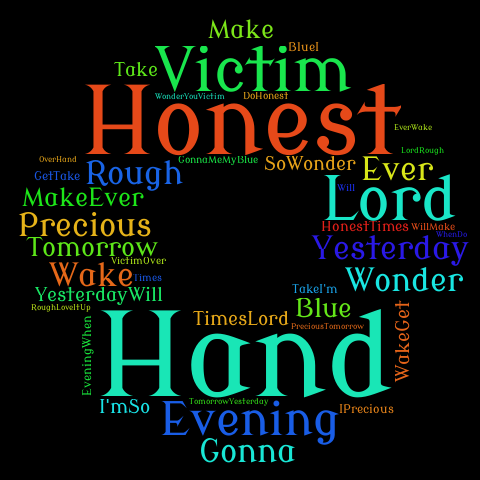 Make
BlueI
Victim
Take
WonderYouVictim
DoHonest
Honest
EverWake
LordRough
OverHand
GonnaMeMyBlue
SoWonder
Ever
GetTake
Rough
Will
Lord
MakeEver
Precious
HonestTimes
WillMake
WhenDo
Tomorrow
Yesterday
VictimOver
Wake
Times
Wonder
YesterdayWill
TakeI'm
RoughLoveItUp
Blue
TimesLord
PreciousTomorrow
WakeGet
EveningWhen
Hand
I'mSo
TomorrowYesterday
Evening
IPrecious
Gonna